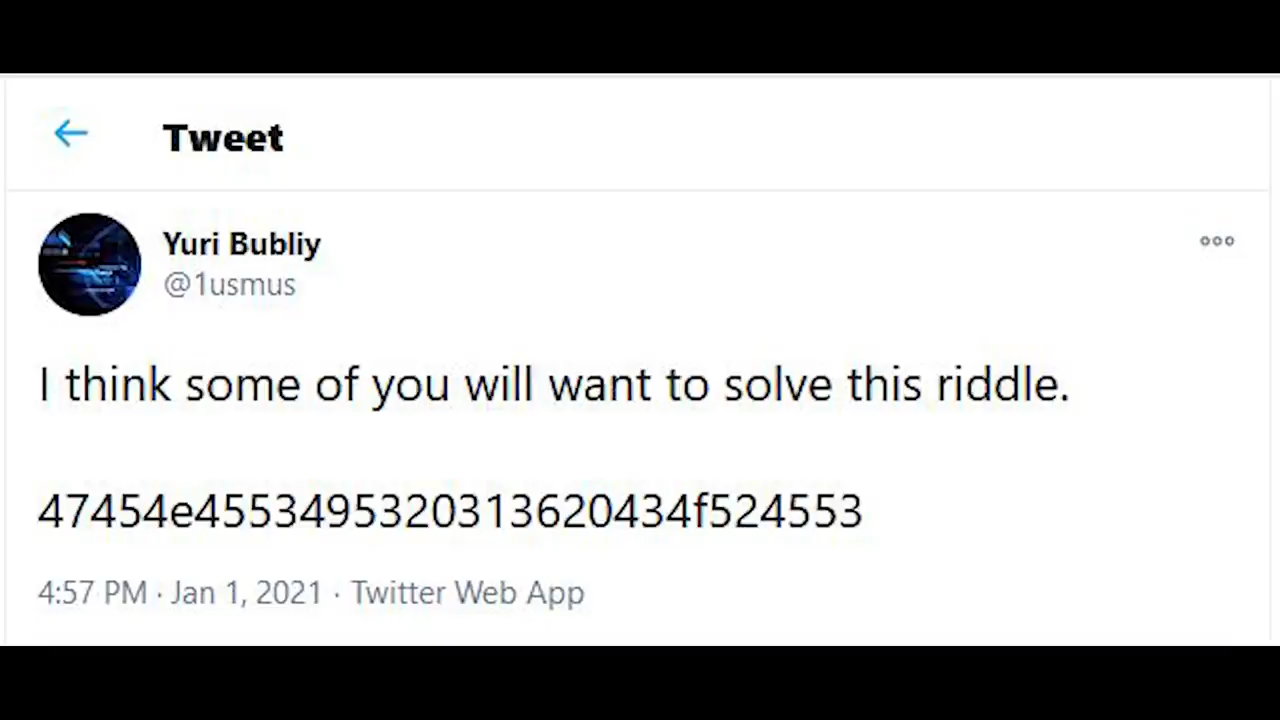 Tweet
Yuri Bubliy
@1usmus
I think some of you will want to solve this riddle.
47454e4553495320313620434f524553
4:57 PM · Jan 1, 2021 · Twitter Web App